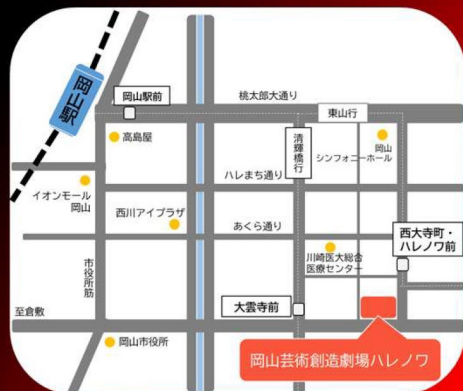 岡山駅
岡山駅前
桃太郎大通り
東山行
高島屋
清輝橋行
岡山
シンフォニーホール
ハレまち通り
イオンモール
岡山
西川アイプラザ
あくら通り
西大寺町・
ハレノワ前
川崎医大総合
医療センター
市役所筋
大雲寺前
至倉敷
岡山市役所
岡山芸術創造劇場ハレノワ